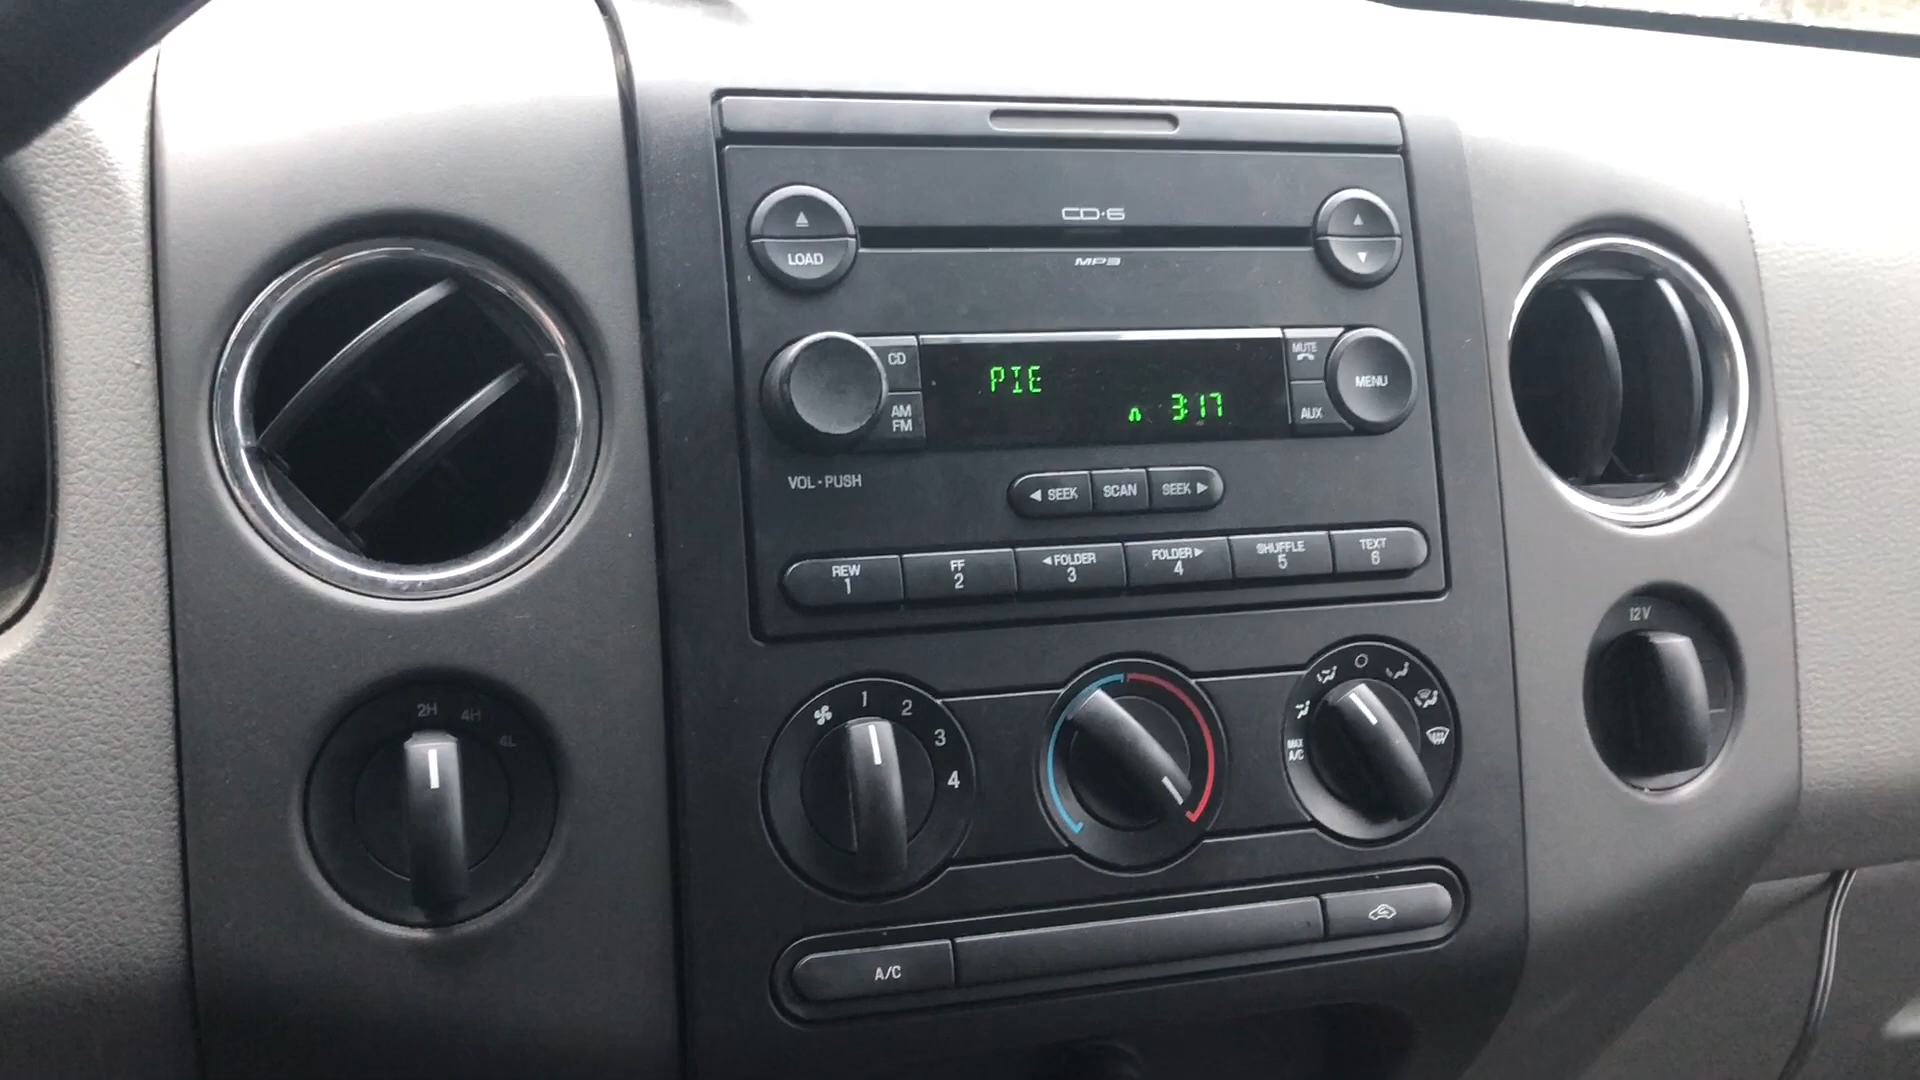 CD·6
LOAD
MP3
CD
MUTE
PIE
MENU
AM
FM
3:17
AUX
VOL·PUSH
SEEK SCAN SEEK
REW FF FOLDER FOLDER SHUFFLE TEXT
1 2 3 4 5 6
12V
2H 4H
4L
1 2
3
4
MAX
A/C
A/C